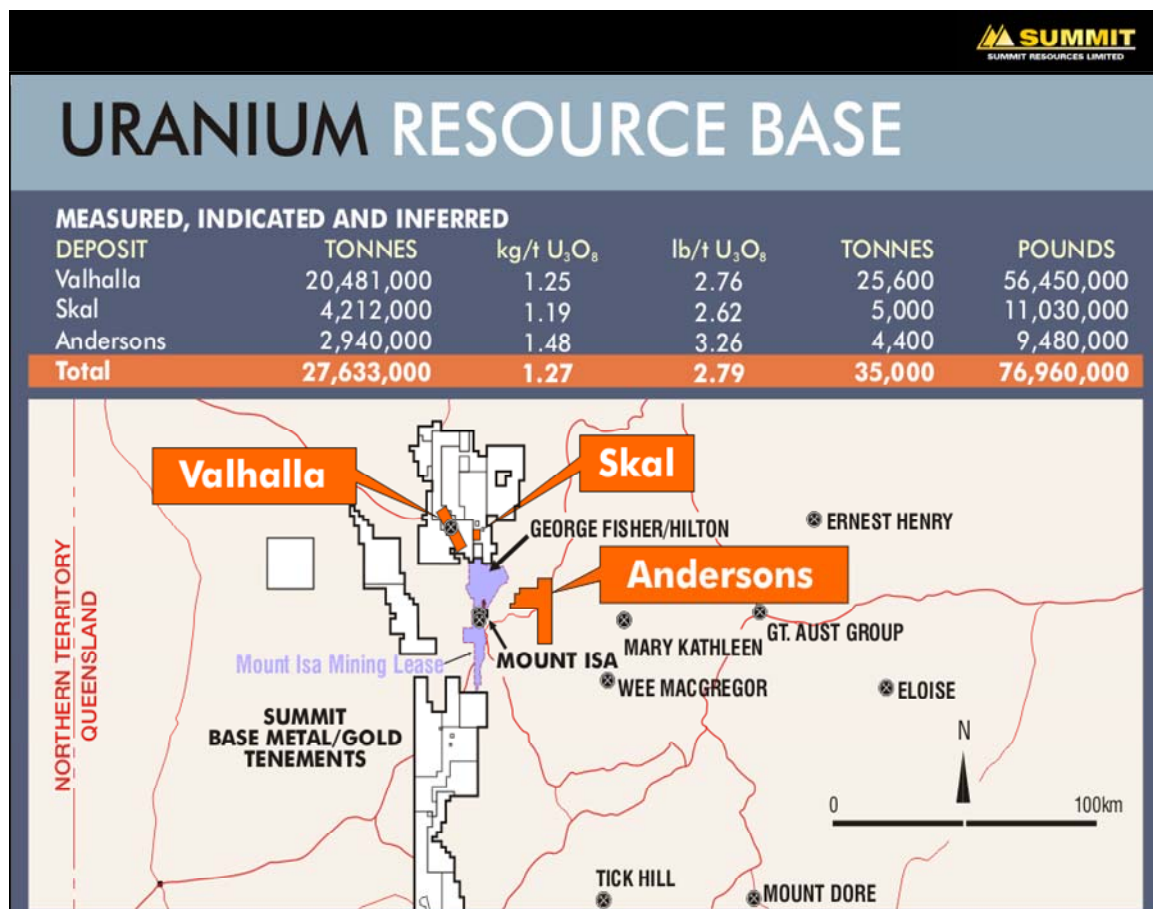 SUMMIT
SUMMIT RESOURCES LIMITED
URANIUM RESOURCE BASE
MEASURED, INDICATED AND INFERRED
DEPOSIT TONNES kg/t U₃O₈ lb/t U₃O₈ TONNES POUNDS
Valhalla 20,481,000 1.25 2.76 25,600 56,450,000
Skal 4,212,000 1.19 2.62 5,000 11,030,000
Andersons 2,940,000 1.48 3.26 4,400 9,480,000
Total 27,633,000 1.27 2.79 35,000 76,960,000
Valhalla
Skal
GEORGE FISHER/HILTON
ERNEST HENRY
Andersons
NORTHERN TERRITORY
QUEENSLAND
MARY KATHLEEN
GT. AUST GROUP
Mount Isa Mining Lease
MOUNT ISA
WEE MACGREGOR
ELOISE
SUMMIT
BASE METAL/GOLD
TENEMENTS
N
0 100km
TICK HILL
MOUNT DORE